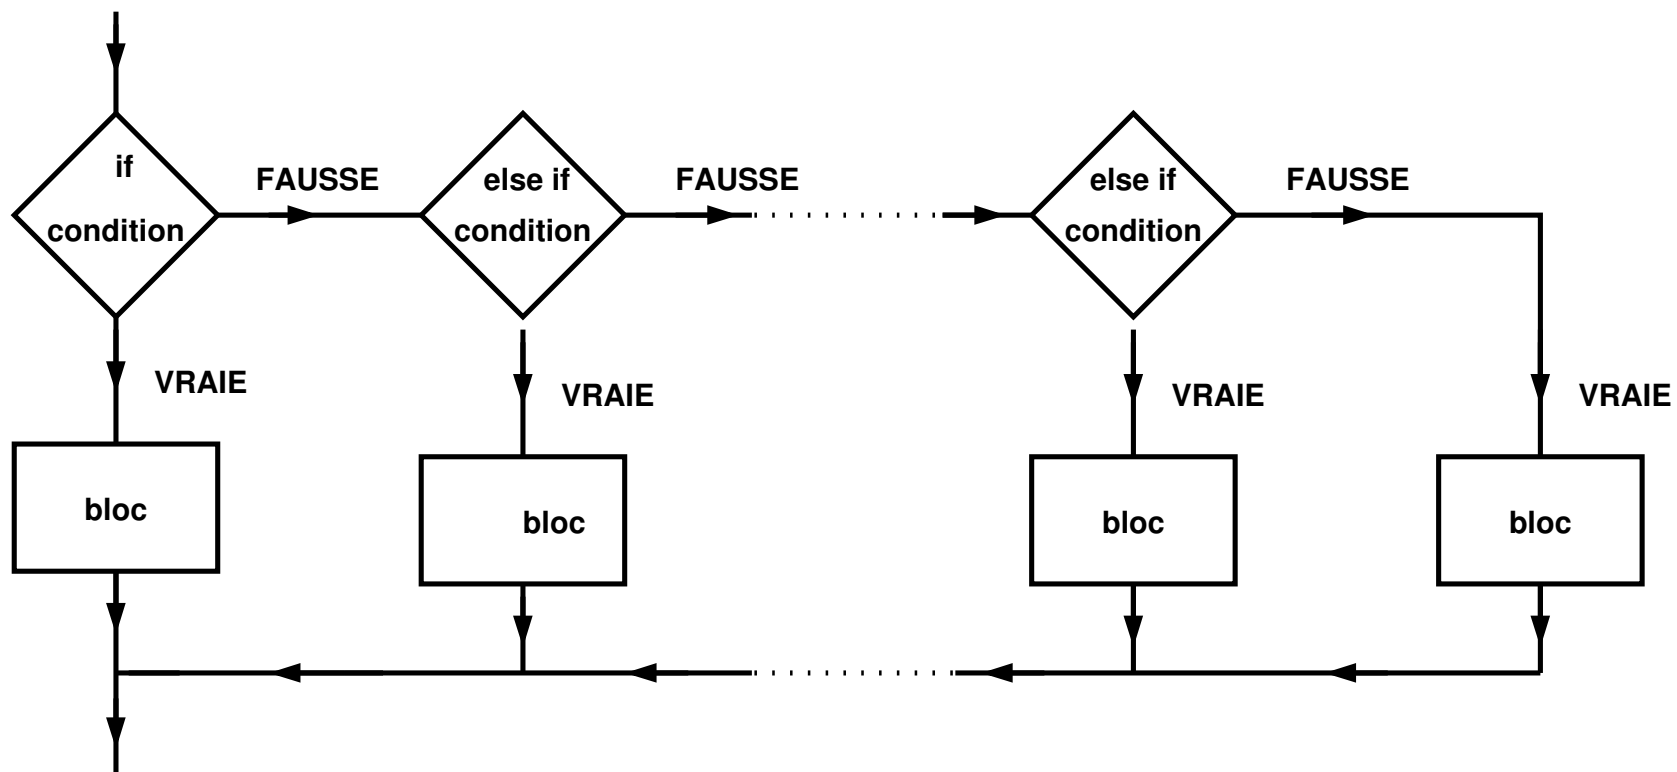 if
condition
FAUSSE
else if
condition
FAUSSE
else if
condition
FAUSSE
VRAIE
VRAIE
VRAIE
VRAIE
bloc
bloc
bloc
bloc